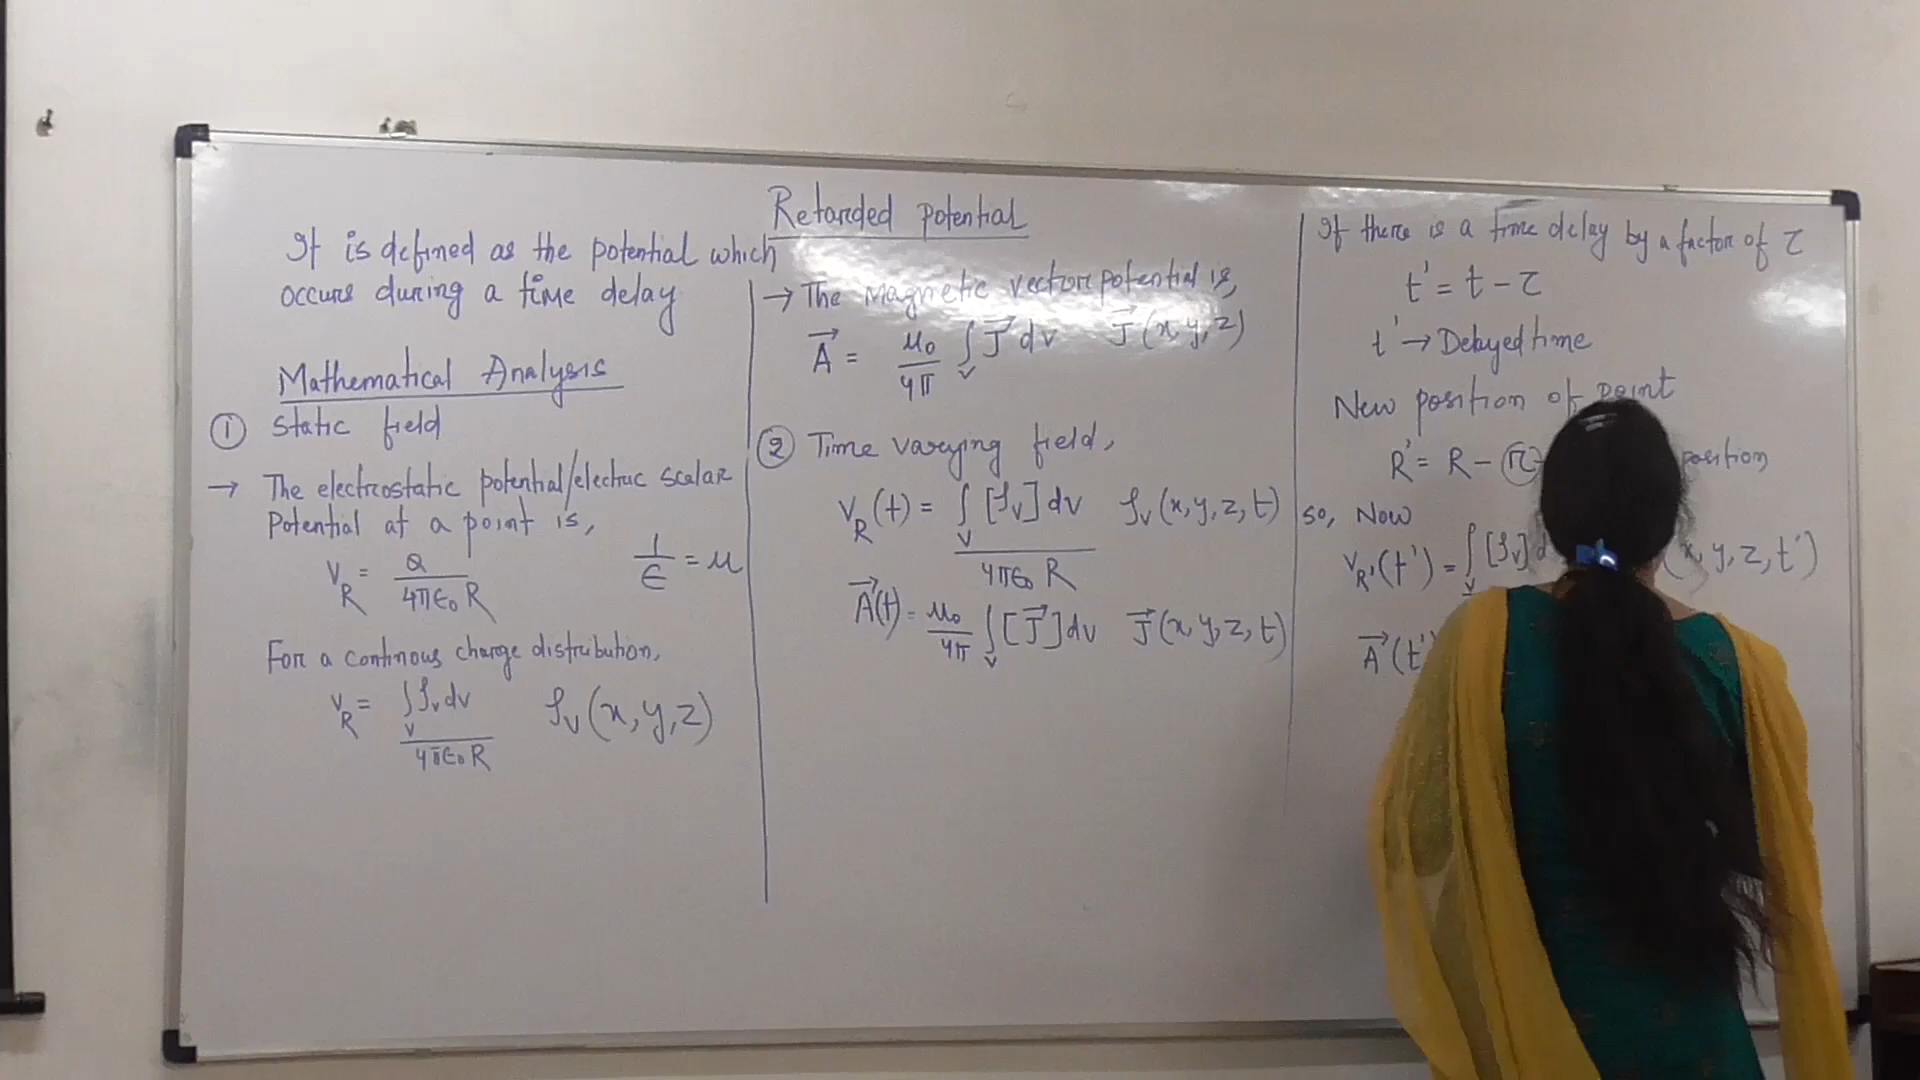 Retarded Potential
It is defined as the potential which
occurs during a time delay
Mathematical Analysis
① Static field
→ The electrostatic potential/electric scalar
Potential at a point is,
V_R = Q / 4πϵ₀R
1/ϵ = μ
For a continous charge distribution,
V_R = ∫_v ρ_v dv / 4πϵ₀R   ρ_v(x,y,z)
→ The Magnetic vector potential is,
A⃗ = μ₀/4π ∫_v J⃗ dv   J⃗(x,y,z)
② Time varying field,
V_R(t) = ∫_v [ρ_v] dv / 4πϵ₀R   ρ_v(x,y,z,t)
A⃗(t) = μ₀/4π ∫_v [J⃗] dv   J⃗(x,y,z,t)
If there is a time delay by a factor of τ
t' = t - τ
t' → Delayed time
New position of point
R' = R - position
so, Now
V_R'(t') = ∫_v [ρ_v] d x,y,z,t')
A⃗(t')